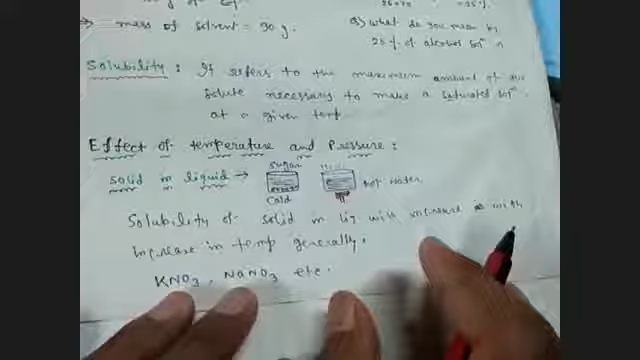 → mass of solvent = 90 g.
Q) what do you mean by
25% of alcohol solⁿ
Solubility : It refers to the maximum amount of
solute necessary to make a saturated solⁿ
at a given temp.
Effect of temperature and Pressure :
sugar
solid in liquid →
Hot water
Cold
Solubility of solid in liq will increase with
increase in temp generally.
KNO₃, NaNO₃ etc.